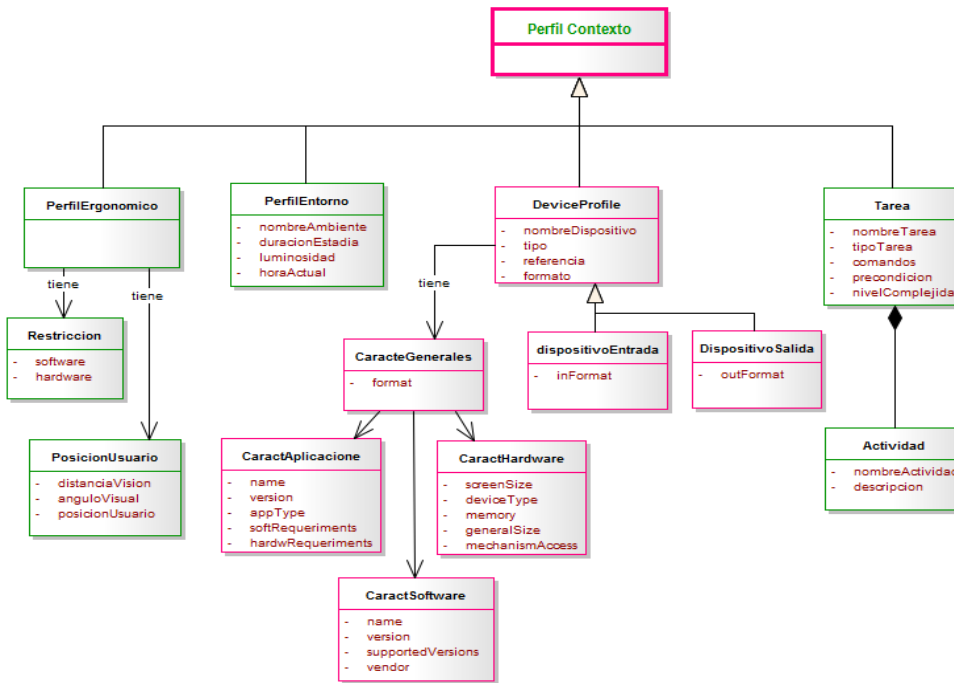 Perfil Contexto
PerfilErgonomico
PerfilEntorno
- nombreAmbiente
- duracionEstadia
- luminosidad
- horaActual
DeviceProfile
- nombreDispositivo
- tipo
- referencia
- formato
Tarea
- nombreTarea
- tipoTarea
- comandos
- precondicion
- nivelComplejida
tiene
tiene
tiene
Restriccion
- software
- hardware
CaracteGenerales
- format
dispositivoEntrada
- inFormat
DispositivoSalida
- outFormat
PosicionUsuario
- distanciaVision
- anguloVisual
- posicionUsuario
CaractAplicacione
- name
- version
- appType
- softRequeriments
- hardwRequeriments
CaractHardware
- screenSize
- deviceType
- memory
- generalSize
- mechanismAccess
Actividad
- nombreActividad
- descripcion
CaractSoftware
- name
- version
- supportedVersions
- vendor